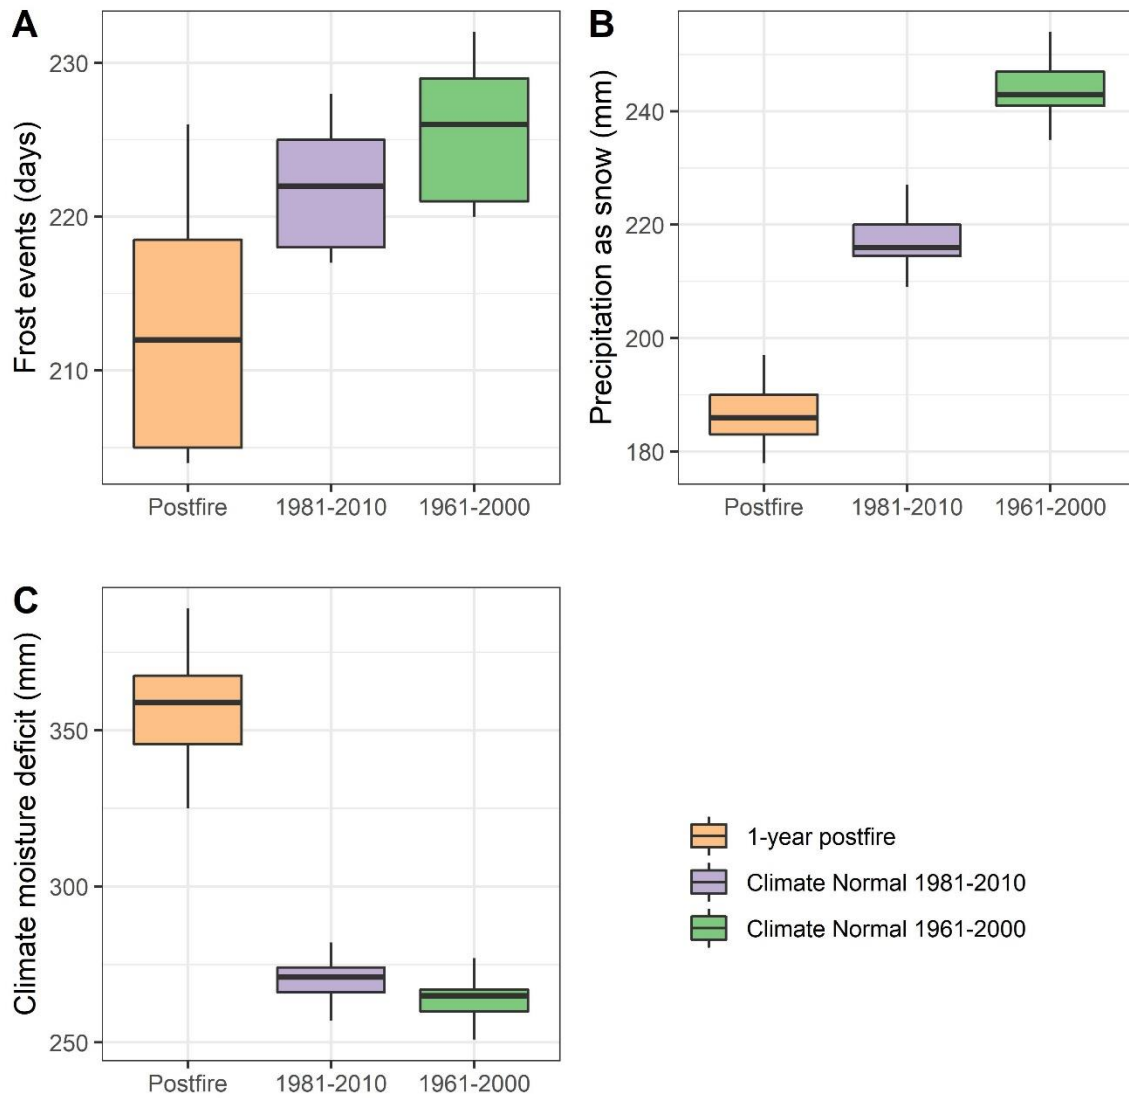 A
Frost events (days)
230
220
210
Postfire 1981-2010 1961-2000
B
Precipitation as snow (mm)
240
220
200
180
Postfire 1981-2010 1961-2000
C
Climate moisture deficit (mm)
350
300
250
Postfire 1981-2010 1961-2000
1-year postfire
Climate Normal 1981-2010
Climate Normal 1961-2000